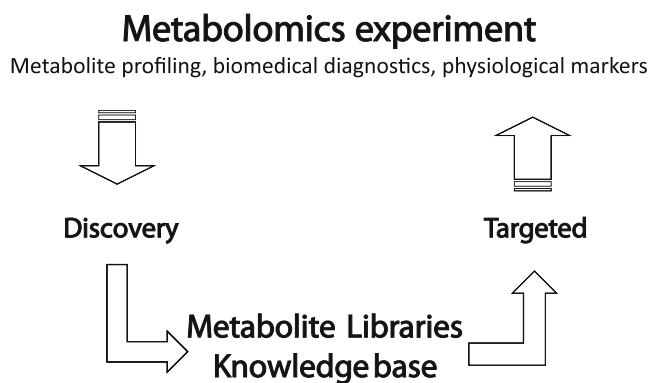 Metabolomics experiment
Metabolite profiling, biomedical diagnostics, physiological markers
Discovery
Targeted
Metabolite Libraries
Knowledge base